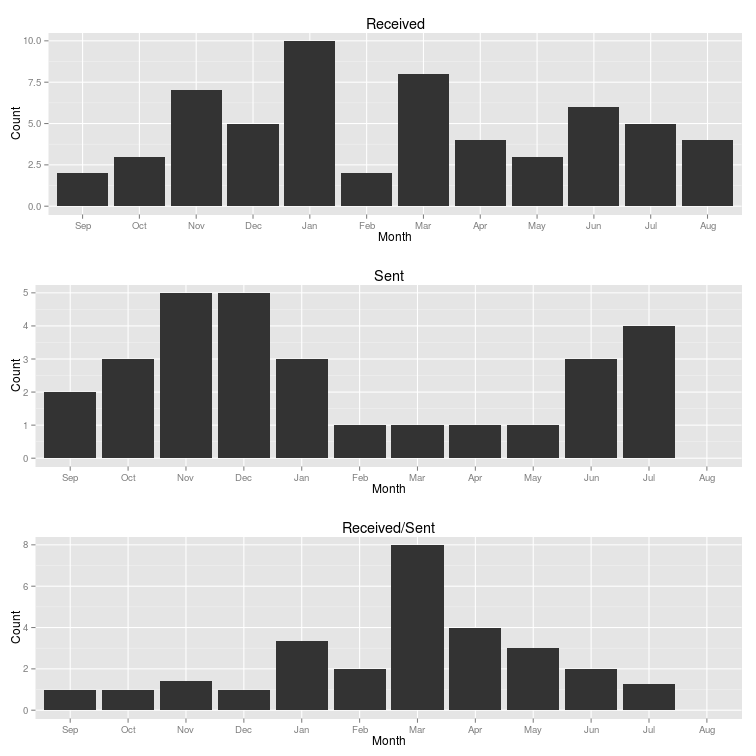 Received
10.0
7.5
5.0
2.5
0.0
Count
Sep Oct Nov Dec Jan Feb Mar Apr May Jun Jul Aug
Month
Sent
5
4
3
2
1
0
Count
Sep Oct Nov Dec Jan Feb Mar Apr May Jun Jul Aug
Month
Received/Sent
8
6
4
2
0
Count
Sep Oct Nov Dec Jan Feb Mar Apr May Jun Jul Aug
Month